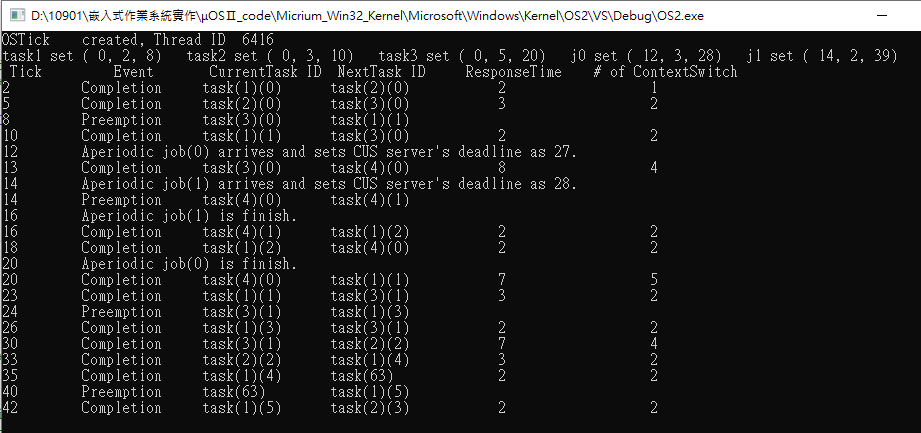 D:\10901\嵌入式作業系統實作\µOSⅡ_code\Micrium_Win32_Kernel\Microsoft\Windows\Kernel\OS2\VS\Debug\OS2.exe
OSTick    created, Thread ID  6416
task1 set ( 0, 2, 8)   task2 set ( 0, 3, 10)   task3 set ( 0, 5, 20)   j0 set ( 12, 3, 28)   j1 set ( 14, 2, 39)
Tick    Event    CurrentTask ID  NextTask ID    ResponseTime    # of ContextSwitch
2    Completion    task(1)(0)    task(2)(0)    2    1
5    Completion    task(2)(0)    task(3)(0)    3    2
8    Preemption    task(3)(0)    task(1)(1)
10    Completion    task(1)(1)    task(3)(0)    2    2
12    Aperiodic job(0) arrives and sets CUS server's deadline as 27.
13    Completion    task(3)(0)    task(4)(0)    8    4
14    Aperiodic job(1) arrives and sets CUS server's deadline as 28.
14    Preemption    task(4)(0)    task(4)(1)
16    Aperiodic job(1) is finish.
16    Completion    task(4)(1)    task(1)(2)    2    2
18    Completion    task(1)(2)    task(4)(0)    2    2
20    Aperiodic job(0) is finish.
20    Completion    task(4)(0)    task(1)(1)    7    5
23    Completion    task(1)(1)    task(3)(1)    3    2
24    Preemption    task(3)(1)    task(1)(3)
26    Completion    task(1)(3)    task(3)(1)    2    2
30    Completion    task(3)(1)    task(2)(2)    7    4
33    Completion    task(2)(2)    task(1)(4)    3    2
35    Completion    task(1)(4)    task(63)    2    2
40    Preemption    task(63)    task(1)(5)
42    Completion    task(1)(5)    task(2)(3)    2    2